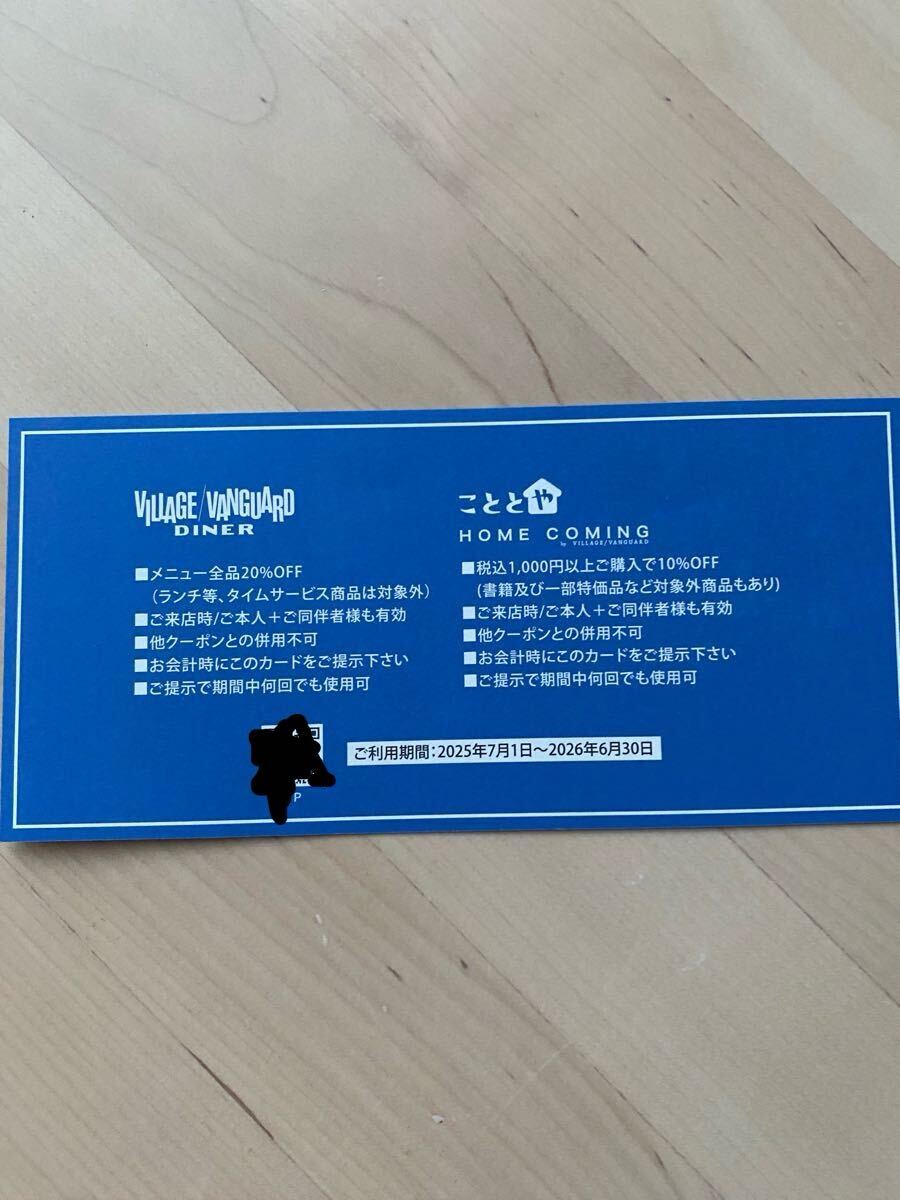 VILLAGE/VANGUARD
DINER
■メニュー全品20%OFF
(ランチ等、タイムサービス商品は対象外)
■ご来店時/ご本人＋ご同伴者様も有効
■他クーポンとの併用不可
■お会計時にこのカードをご提示下さい
■ご提示で期間中何回でも使用可
こととや
HOME COMING
by VILLAGE/VANGUARD
■税込1,000円以上ご購入で10%OFF
(書籍及び一部特価品など対象外商品もあり)
■ご来店時/ご本人＋ご同伴者様も有効
■他クーポンとの併用不可
■お会計時にこのカードをご提示下さい
■ご提示で期間中何回でも使用可
ご利用期間：2025年7月1日～2026年6月30日